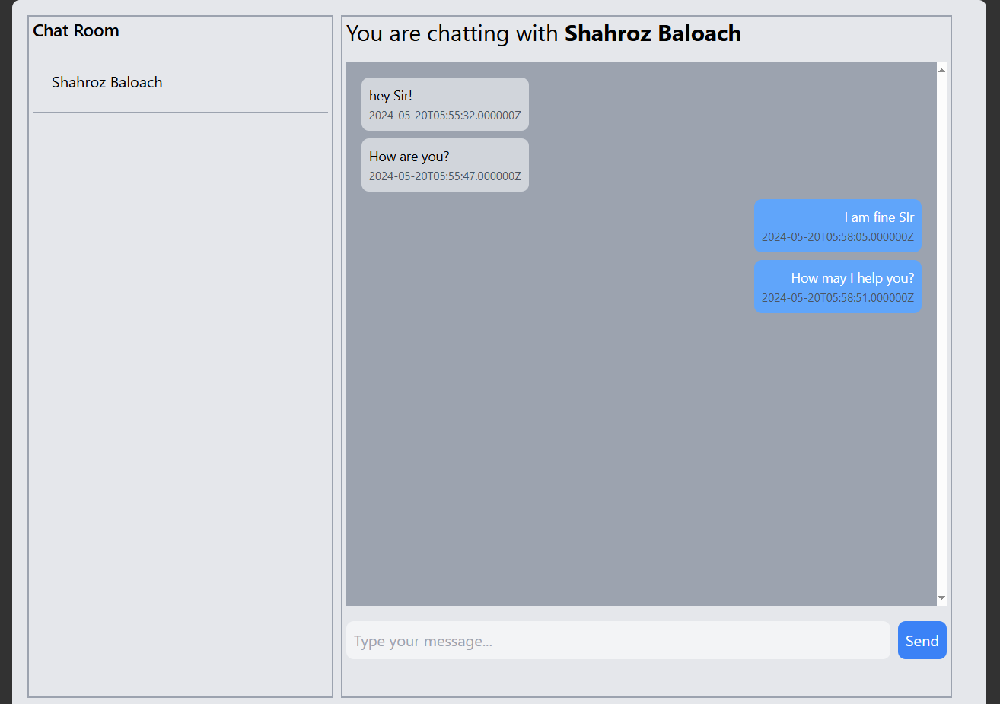 Chat Room
Shahroz Baloach
You are chatting with Shahroz Baloach
hey Sir!
2024-05-20T05:55:32.000000Z
How are you?
2024-05-20T05:55:47.000000Z
I am fine SIr
2024-05-20T05:58:05.000000Z
How may I help you?
2024-05-20T05:58:51.000000Z
Type your message...
Send